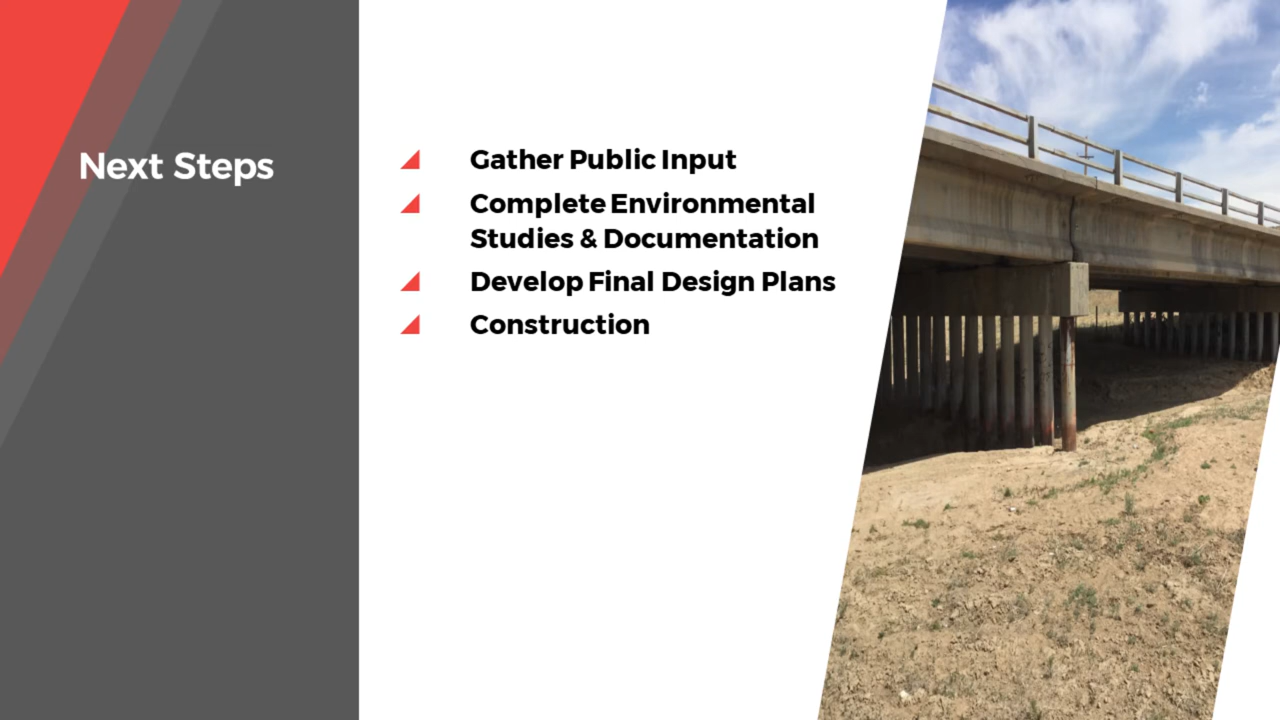 Next Steps
Gather Public Input
Complete Environmental
Studies & Documentation
Develop Final Design Plans
Construction